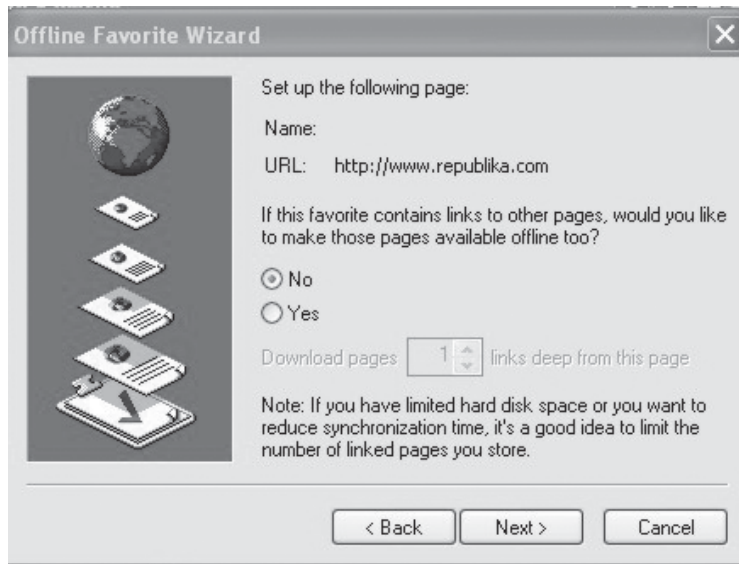 Offline Favorite Wizard
Set up the following page:
Name:
URL: http://www.republika.com
If this favorite contains links to other pages, would you like
to make those pages available offline too?
No
Yes
Download pages 1 links deep from this page
Note: If you have limited hard disk space or you want to
reduce synchronization time, it's a good idea to limit the
number of linked pages you store.
< Back Next > Cancel